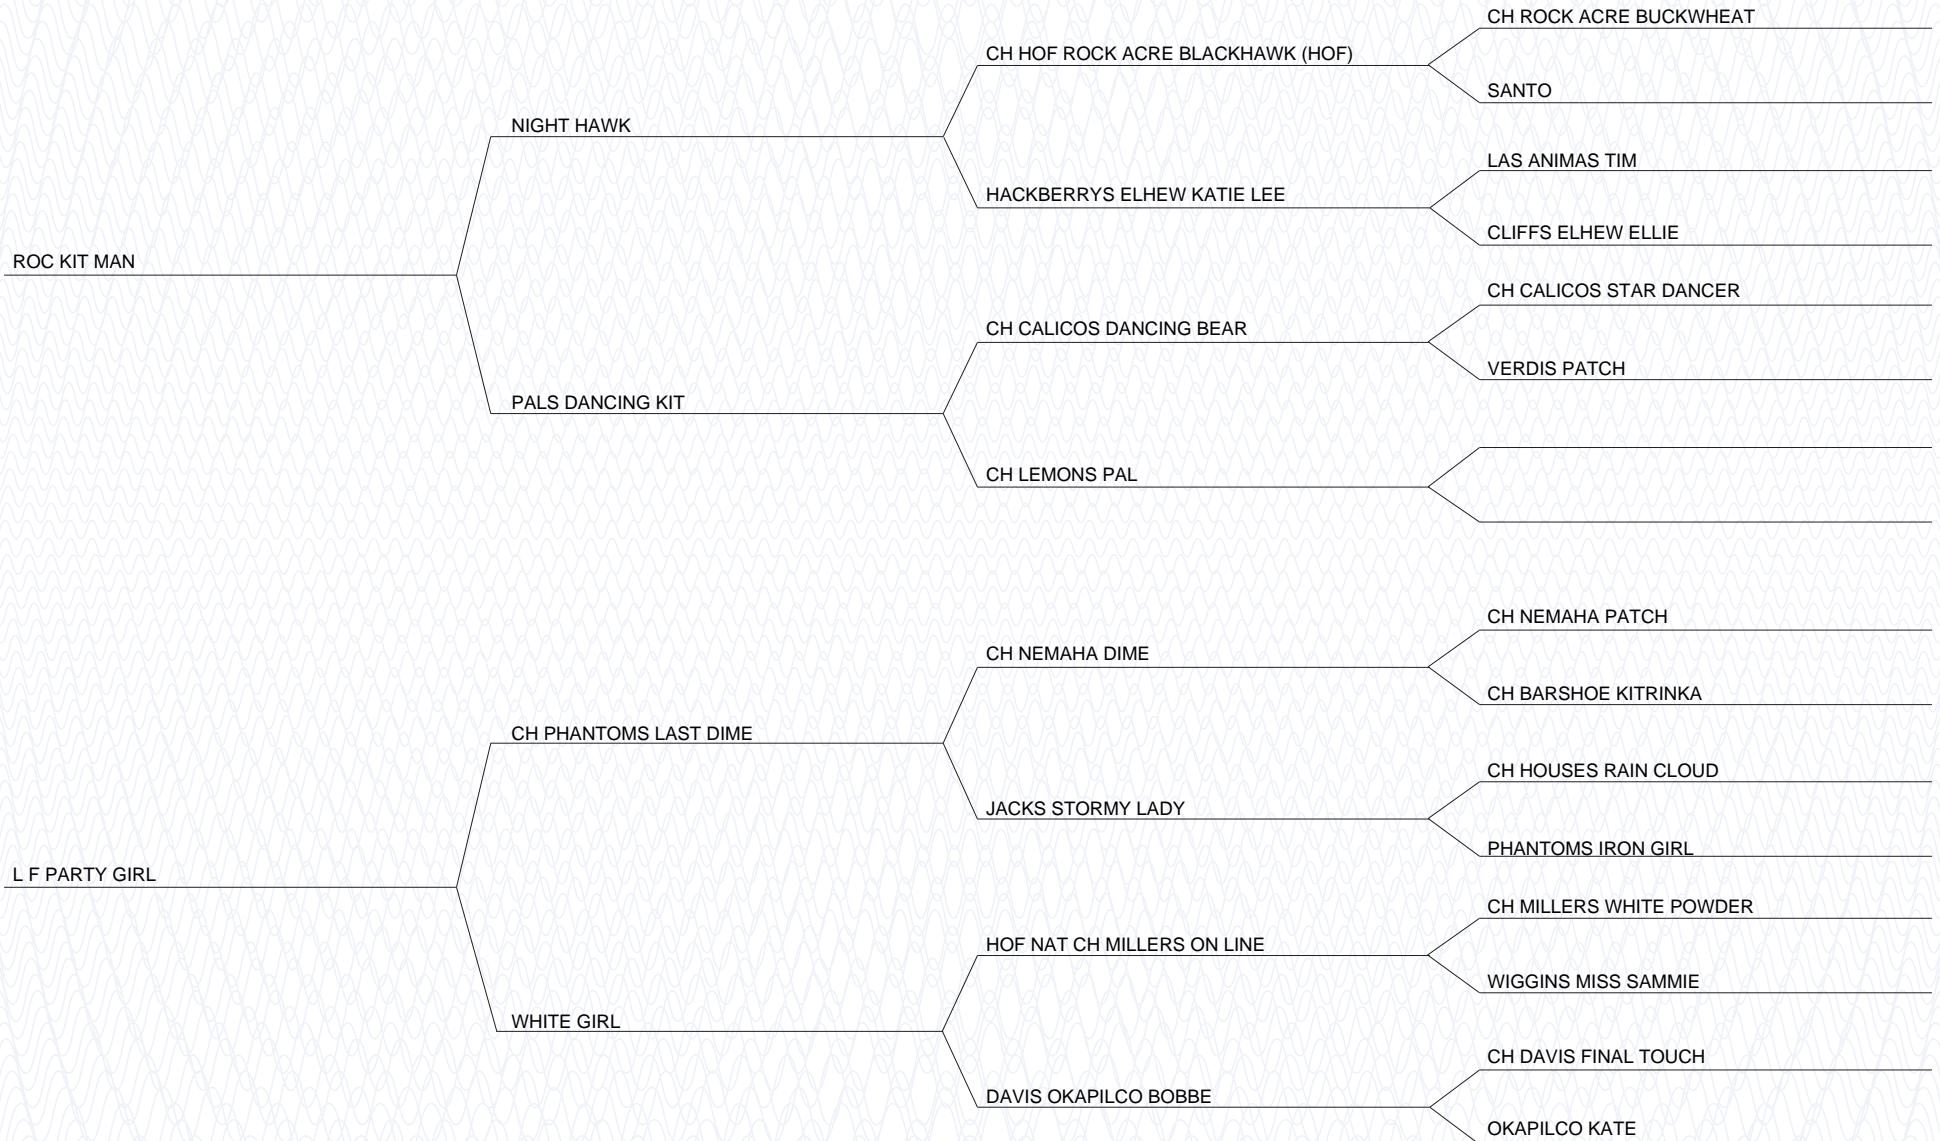 CH ROCK ACRE BUCKWHEAT
CH HOF ROCK ACRE BLACKHAWK (HOF)
SANTO
NIGHT HAWK
LAS ANIMAS TIM
HACKBERRYS ELHEW KATIE LEE
CLIFFS ELHEW ELLIE
ROC KIT MAN
CH CALICOS STAR DANCER
CH CALICOS DANCING BEAR
VERDIS PATCH
PALS DANCING KIT
CH LEMONS PAL
CH NEMAHA PATCH
CH NEMAHA DIME
CH BARSHOE KITRINKA
CH PHANTOMS LAST DIME
CH HOUSES RAIN CLOUD
JACKS STORMY LADY
PHANTOMS IRON GIRL
L F PARTY GIRL
CH MILLERS WHITE POWDER
HOF NAT CH MILLERS ON LINE
WIGGINS MISS SAMMIE
WHITE GIRL
CH DAVIS FINAL TOUCH
DAVIS OKAPILCO BOBBE
OKAPILCO KATE